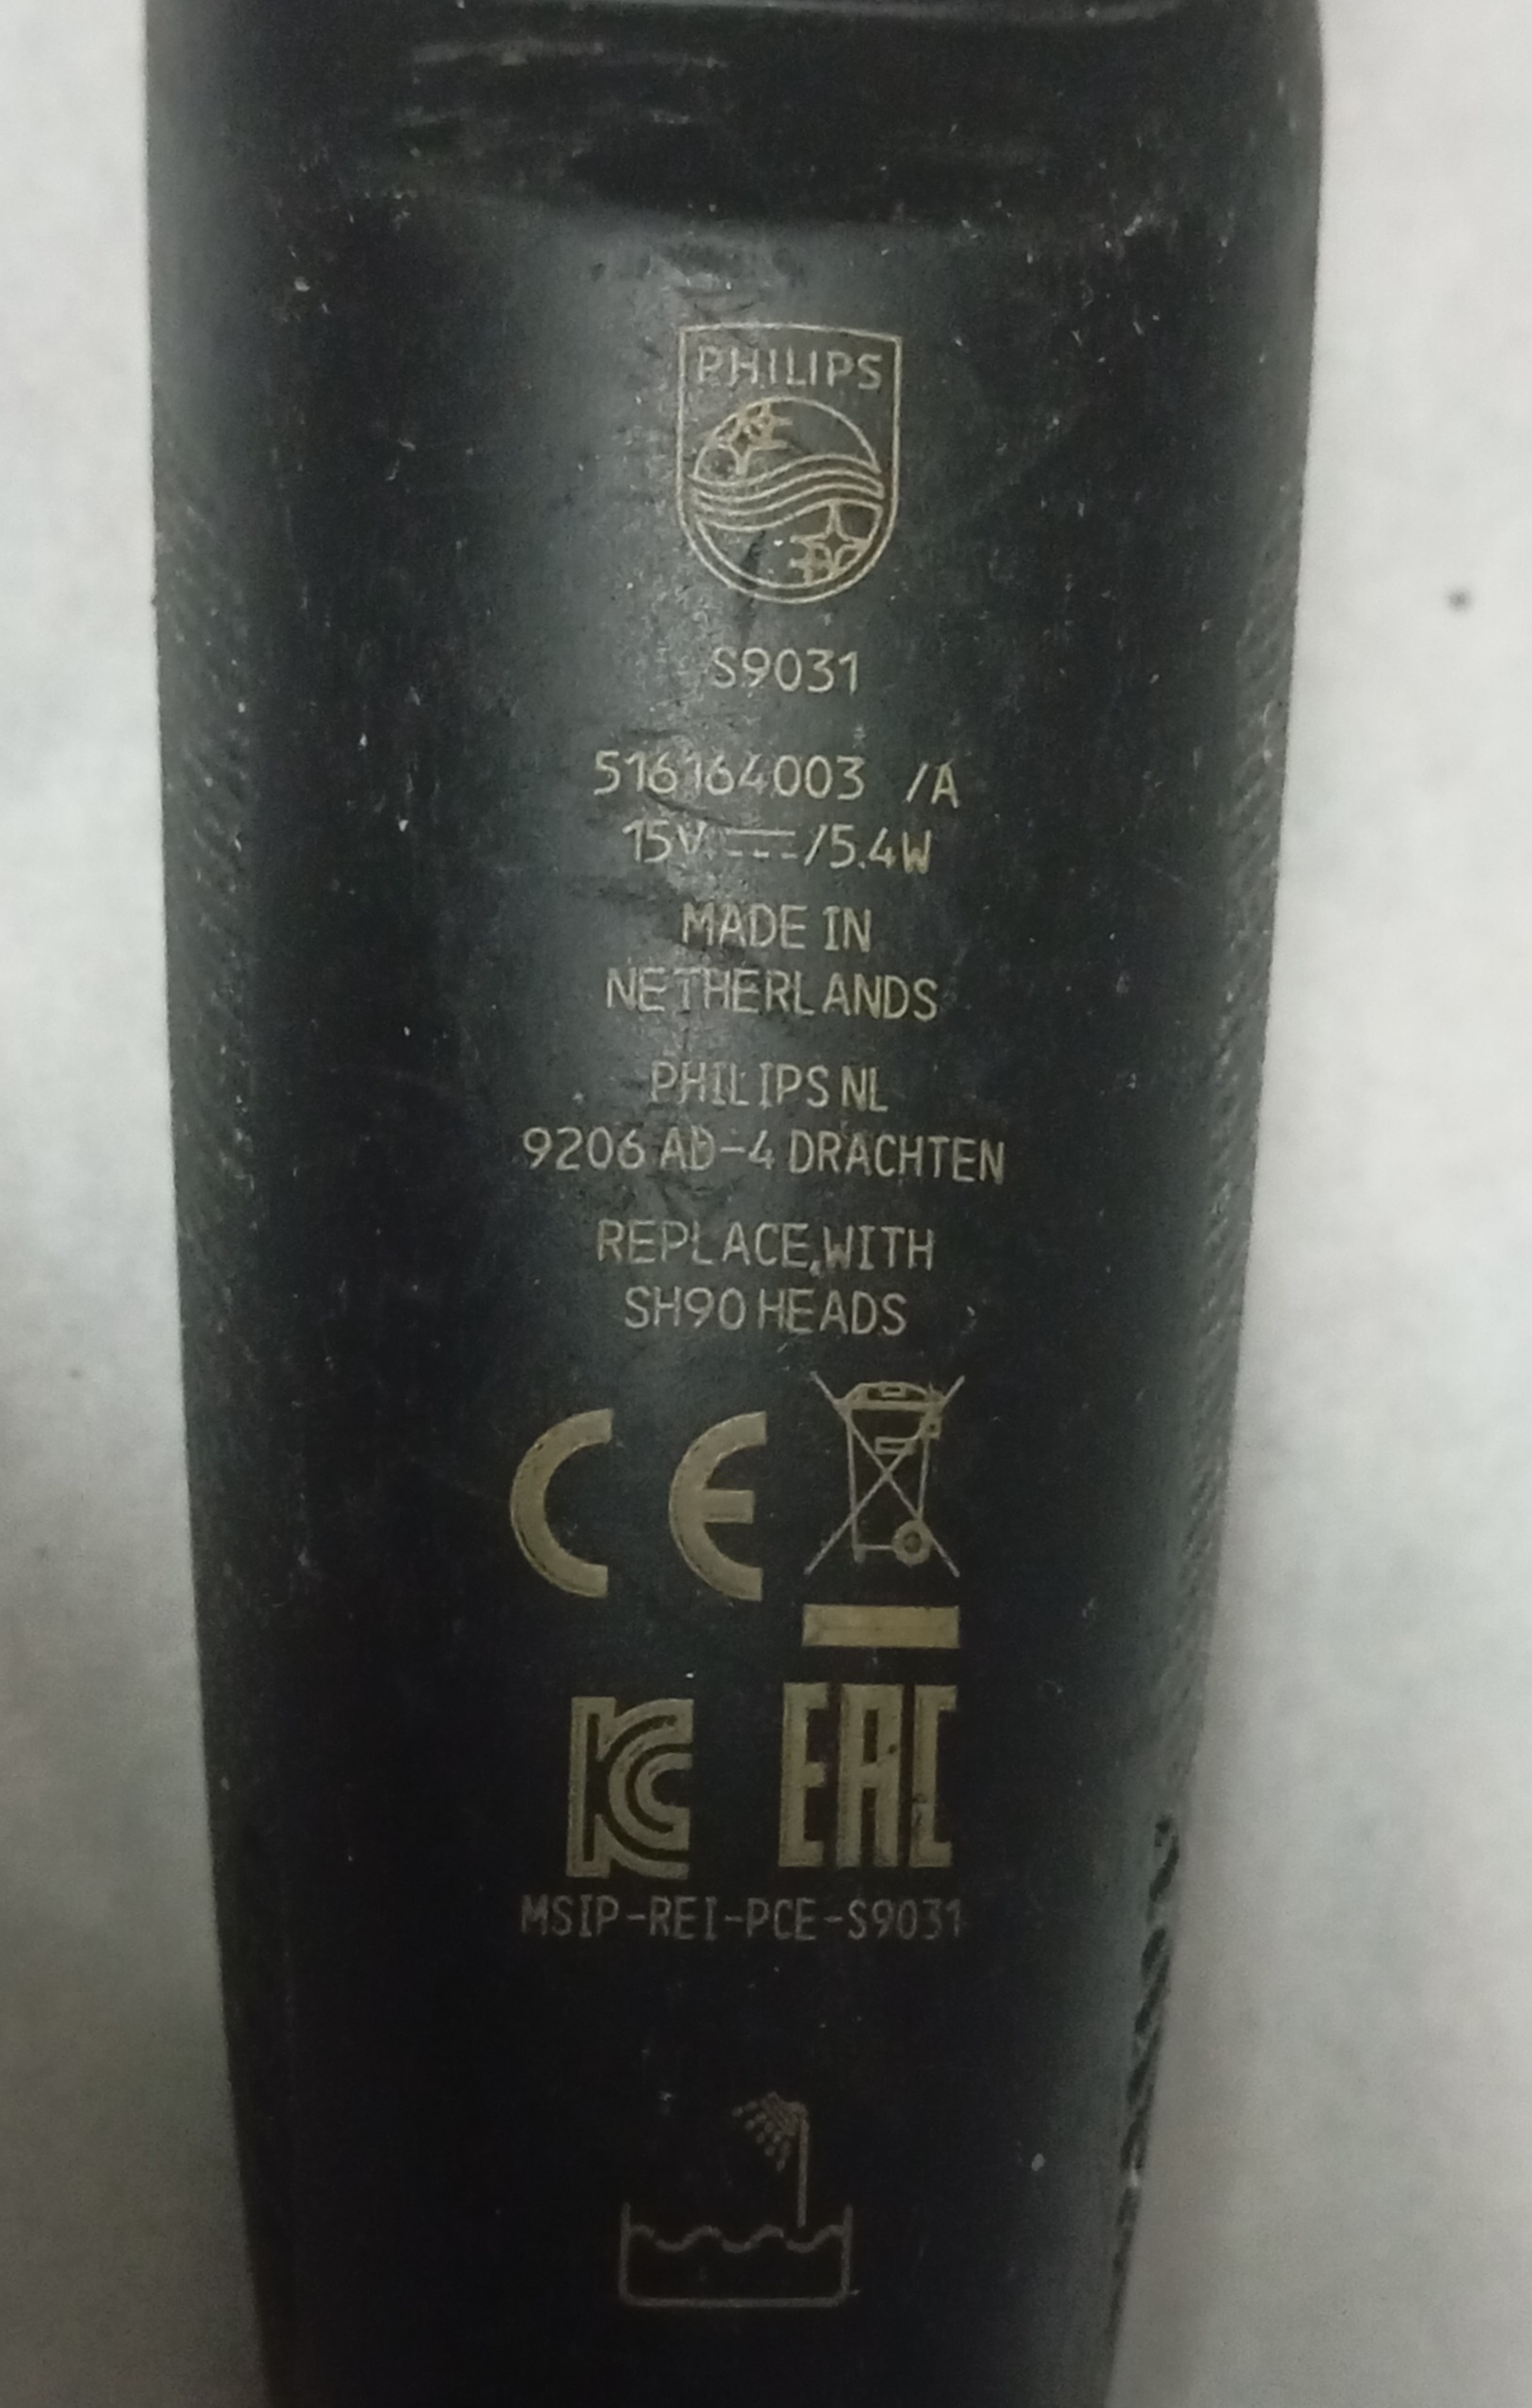 PHILIPS
S9031
516164003 /A
15V ⎓/5.4W
MADE IN
NETHERLANDS
PHILIPS NL
9206 AD-4 DRACHTEN
REPLACE WITH
SH90 HEADS
CE
KC EAC
MSIP-REI-PCE-S9031